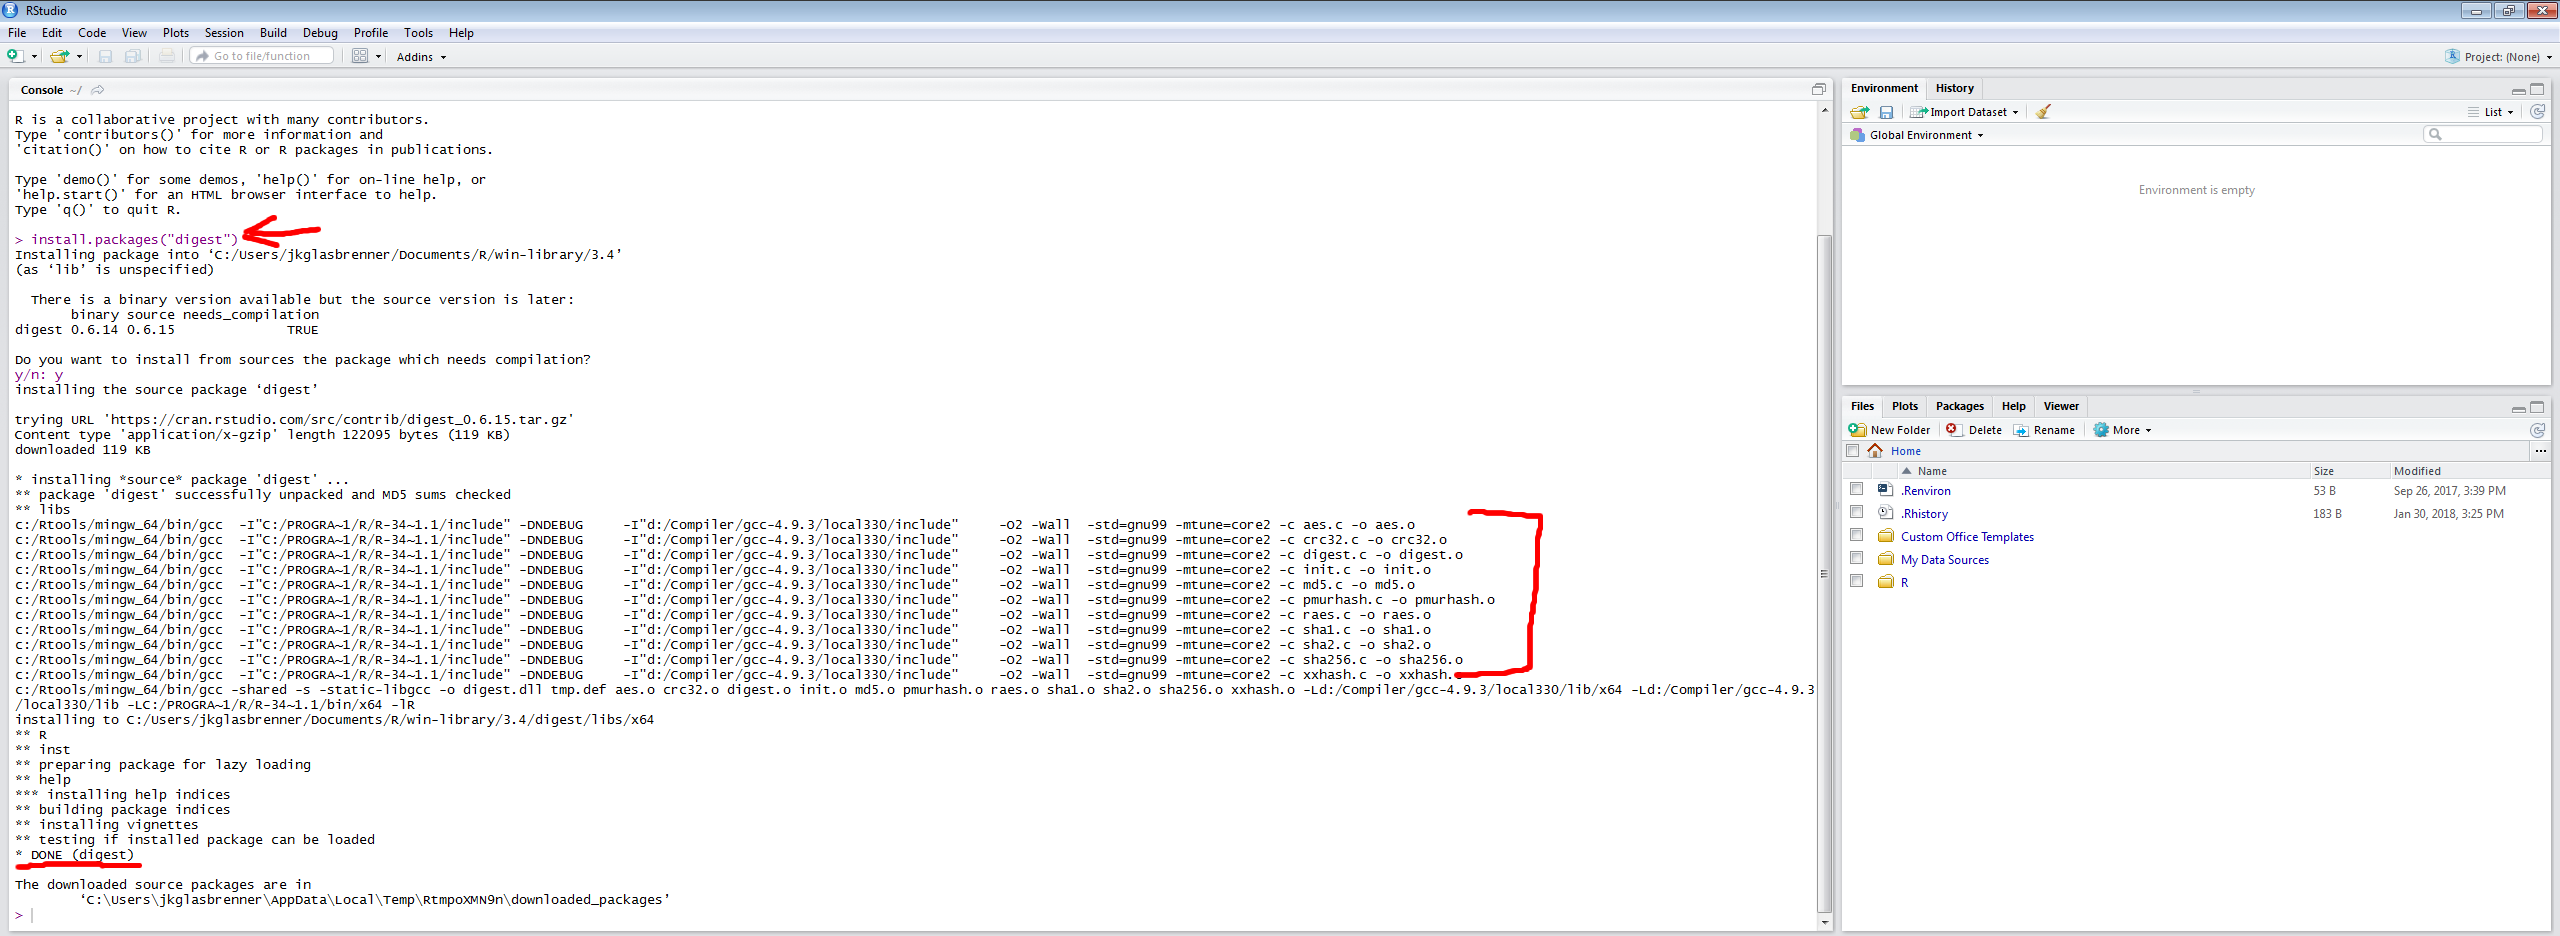 RStudio
File Edit Code View Plots Session Build Debug Profile Tools Help
Go to file/function Addins Project: (None)
Console ~/
R is a collaborative project with many contributors.
Type 'contributors()' for more information and
'citation()' on how to cite R or R packages in publications.
Type 'demo()' for some demos, 'help()' for on-line help, or
'help.start()' for an HTML browser interface to help.
Type 'q()' to quit R.
> install.packages("digest")
Installing package into ‘C:/Users/jkglasbrenner/Documents/R/win-library/3.4’
(as ‘lib’ is unspecified)
There is a binary version available but the source version is later:
binary source needs_compilation
digest 0.6.14 0.6.15 TRUE
Do you want to install from sources the package which needs compilation?
y/n: y
installing the source package ‘digest’
trying URL 'https://cran.rstudio.com/src/contrib/digest_0.6.15.tar.gz'
Content type 'application/x-gzip' length 122095 bytes (119 KB)
downloaded 119 KB
* installing *source* package 'digest' ...
** package 'digest' successfully unpacked and MD5 sums checked
** libs
c:/Rtools/mingw_64/bin/gcc -I"C:/PROGRA~1/R/R-34~1.1/include" -DNDEBUG -I"d:/Compiler/gcc-4.9.3/local330/include" -O2 -Wall -std=gnu99 -mtune=core2 -c aes.c -o aes.o
c:/Rtools/mingw_64/bin/gcc -I"C:/PROGRA~1/R/R-34~1.1/include" -DNDEBUG -I"d:/Compiler/gcc-4.9.3/local330/include" -O2 -Wall -std=gnu99 -mtune=core2 -c crc32.c -o crc32.o
c:/Rtools/mingw_64/bin/gcc -I"C:/PROGRA~1/R/R-34~1.1/include" -DNDEBUG -I"d:/Compiler/gcc-4.9.3/local330/include" -O2 -Wall -std=gnu99 -mtune=core2 -c digest.c -o digest.o
c:/Rtools/mingw_64/bin/gcc -I"C:/PROGRA~1/R/R-34~1.1/include" -DNDEBUG -I"d:/Compiler/gcc-4.9.3/local330/include" -O2 -Wall -std=gnu99 -mtune=core2 -c init.c -o init.o
c:/Rtools/mingw_64/bin/gcc -I"C:/PROGRA~1/R/R-34~1.1/include" -DNDEBUG -I"d:/Compiler/gcc-4.9.3/local330/include" -O2 -Wall -std=gnu99 -mtune=core2 -c md5.c -o md5.o
c:/Rtools/mingw_64/bin/gcc -I"C:/PROGRA~1/R/R-34~1.1/include" -DNDEBUG -I"d:/Compiler/gcc-4.9.3/local330/include" -O2 -Wall -std=gnu99 -mtune=core2 -c pmurhash.c -o pmurhash.o
c:/Rtools/mingw_64/bin/gcc -I"C:/PROGRA~1/R/R-34~1.1/include" -DNDEBUG -I"d:/Compiler/gcc-4.9.3/local330/include" -O2 -Wall -std=gnu99 -mtune=core2 -c raes.c -o raes.o
c:/Rtools/mingw_64/bin/gcc -I"C:/PROGRA~1/R/R-34~1.1/include" -DNDEBUG -I"d:/Compiler/gcc-4.9.3/local330/include" -O2 -Wall -std=gnu99 -mtune=core2 -c sha1.c -o sha1.o
c:/Rtools/mingw_64/bin/gcc -I"C:/PROGRA~1/R/R-34~1.1/include" -DNDEBUG -I"d:/Compiler/gcc-4.9.3/local330/include" -O2 -Wall -std=gnu99 -mtune=core2 -c sha2.c -o sha2.o
c:/Rtools/mingw_64/bin/gcc -I"C:/PROGRA~1/R/R-34~1.1/include" -DNDEBUG -I"d:/Compiler/gcc-4.9.3/local330/include" -O2 -Wall -std=gnu99 -mtune=core2 -c sha256.c -o sha256.o
c:/Rtools/mingw_64/bin/gcc -I"C:/PROGRA~1/R/R-34~1.1/include" -DNDEBUG -I"d:/Compiler/gcc-4.9.3/local330/include" -O2 -Wall -std=gnu99 -mtune=core2 -c xxhash.c -o xxhash.
c:/Rtools/mingw_64/bin/gcc -shared -s -static-libgcc -o digest.dll tmp.def aes.o crc32.o digest.o init.o md5.o pmurhash.o raes.o sha1.o sha2.o sha256.o xxhash.o -Ld:/Compiler/gcc-4.9.3/local330/lib/x64 -Ld:/Compiler/gcc-4.9.3
/local330/lib -LC:/PROGRA~1/R/R-34~1.1/bin/x64 -lR
installing to C:/Users/jkglasbrenner/Documents/R/win-library/3.4/digest/libs/x64
** R
** inst
** preparing package for lazy loading
** help
*** installing help indices
** building package indices
** installing vignettes
** testing if installed package can be loaded
* DONE (digest)
The downloaded source packages are in
‘C:\Users\jkglasbrenner\AppData\Local\Temp\RtmpoXMN9n\downloaded_packages’
>
Environment History
Import Dataset List
Global Environment
Environment is empty
Files Plots Packages Help Viewer
New Folder Delete Rename More
Home ...
Name Size Modified
.Renviron 53 B Sep 26, 2017, 3:39 PM
.Rhistory 183 B Jan 30, 2018, 3:25 PM
Custom Office Templates
My Data Sources
R